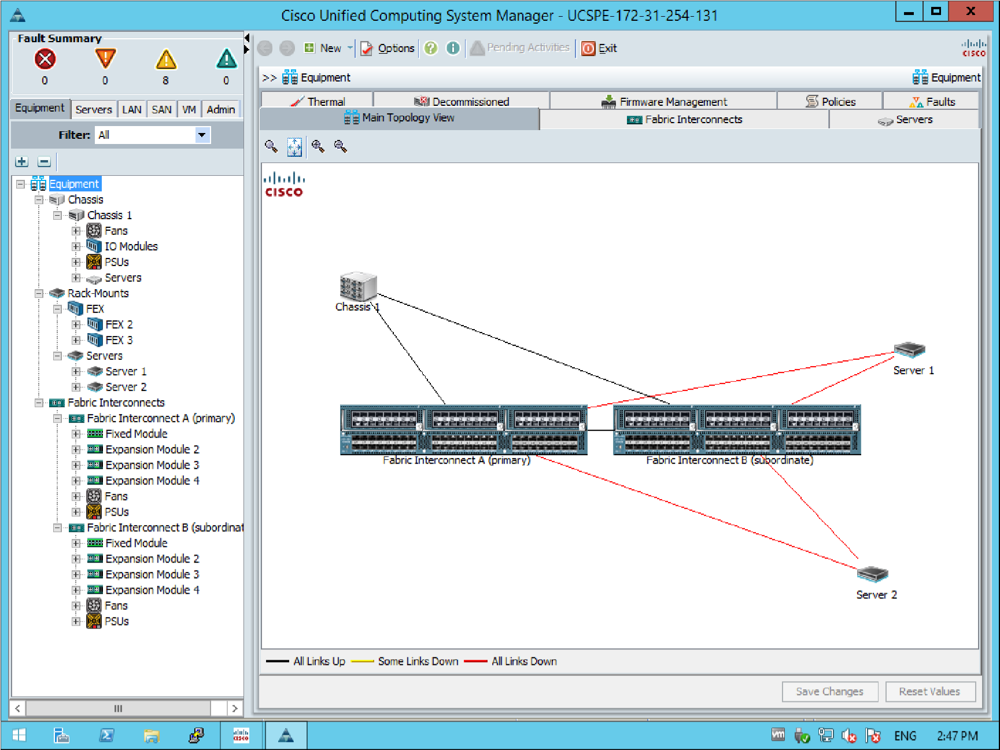 Cisco Unified Computing System Manager - UCSPE-172-31-254-131
Fault Summary
0 0 8 0
New Options Pending Activities Exit
CISCO
>> Equipment Equipment
Equipment Servers LAN SAN VM Admin
Thermal Decommissioned Firmware Management Policies Faults
Main Topology View Fabric Interconnects Servers
Filter: All
Equipment
Chassis
Chassis 1
Fans
IO Modules
PSUs
Servers
Rack-Mounts
FEX
FEX 2
FEX 3
Servers
Server 1
Server 2
Fabric Interconnects
Fabric Interconnect A (primary)
Fixed Module
Expansion Module 2
Expansion Module 3
Expansion Module 4
Fans
PSUs
Fabric Interconnect B (subordinat
Fixed Module
Expansion Module 2
Expansion Module 3
Expansion Module 4
Fans
PSUs
CISCO
Chassis 1
Server 1
Fabric Interconnect A (primary) Fabric Interconnect B (subordinate)
Server 2
All Links Up Some Links Down All Links Down
Save Changes Reset Values
CISCO
vm
ENG 2:47 PM